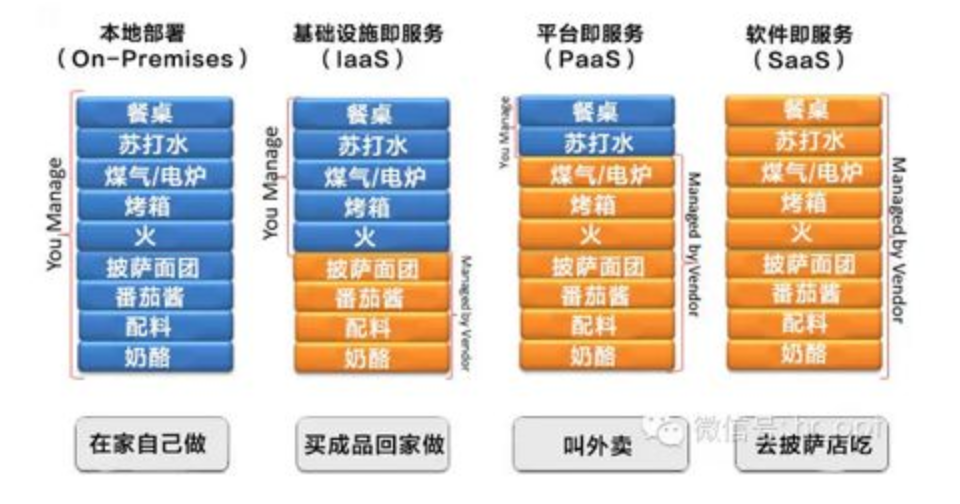 本地部署
（On-Premises）
You Manage
餐桌
苏打水
煤气/电炉
烤箱
火
披萨面团
番茄酱
配料
奶酪
在家自己做
基础设施即服务
（IaaS）
You Manage
餐桌
苏打水
煤气/电炉
烤箱
火
披萨面团
番茄酱
配料
奶酪
Managed by Vendor
买成品回家做
平台即服务
（PaaS）
You Manage
餐桌
苏打水
煤气/电炉
烤箱
火
披萨面团
番茄酱
配料
奶酪
Managed by Vendor
叫外卖
软件即服务
（SaaS）
餐桌
苏打水
煤气/电炉
烤箱
火
披萨面团
番茄酱
配料
奶酪
Managed by Vendor
去披萨店吃
微信号: